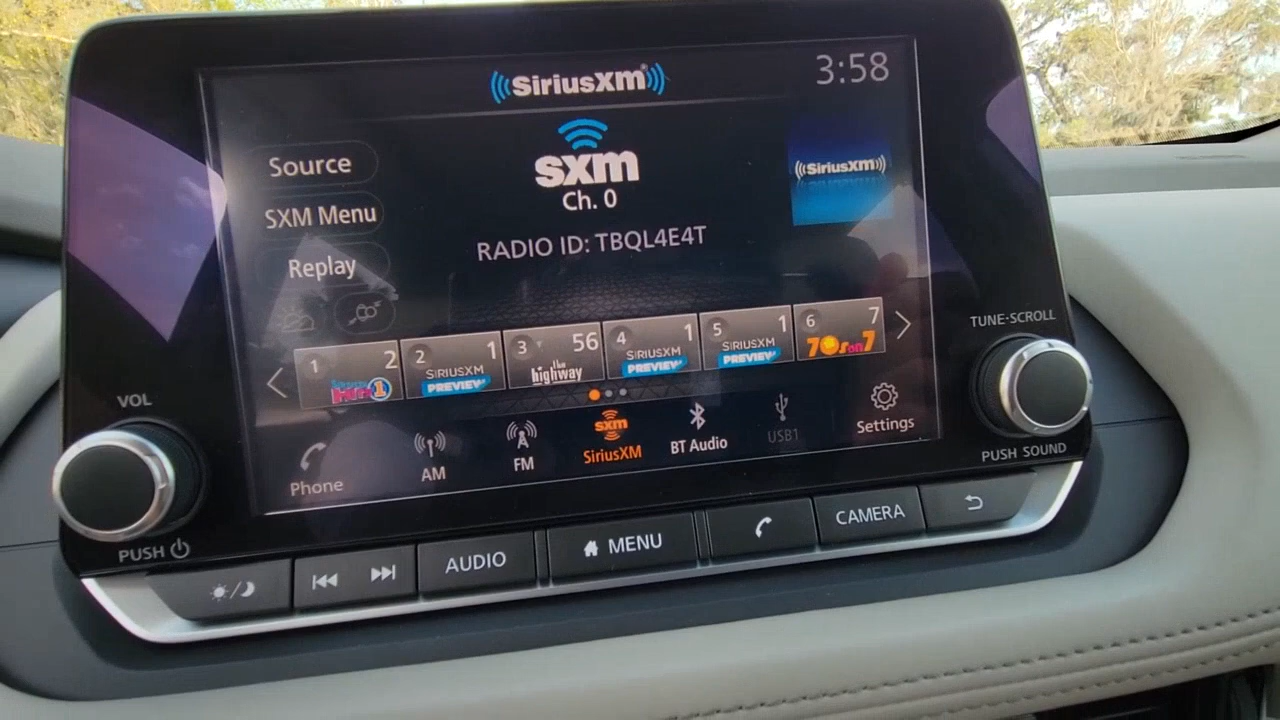 SiriusXM
3:58
sxm
Ch. 0
SiriusXM
Source
SXM Menu
Replay
RADIO ID: TBQL4E4T
1 2
2 1
SIRIUSXM
PREVIEW
3 56
the
highway
4 1
SIRIUSXM
PREVIEW
5 1
SIRIUSXM
PREVIEW
6 7
70s on 7
Phone
AM
FM
sxm
SiriusXM
BT Audio
USB1
Settings
VOL
PUSH
TUNE·SCROLL
PUSH SOUND
AUDIO
MENU
CAMERA